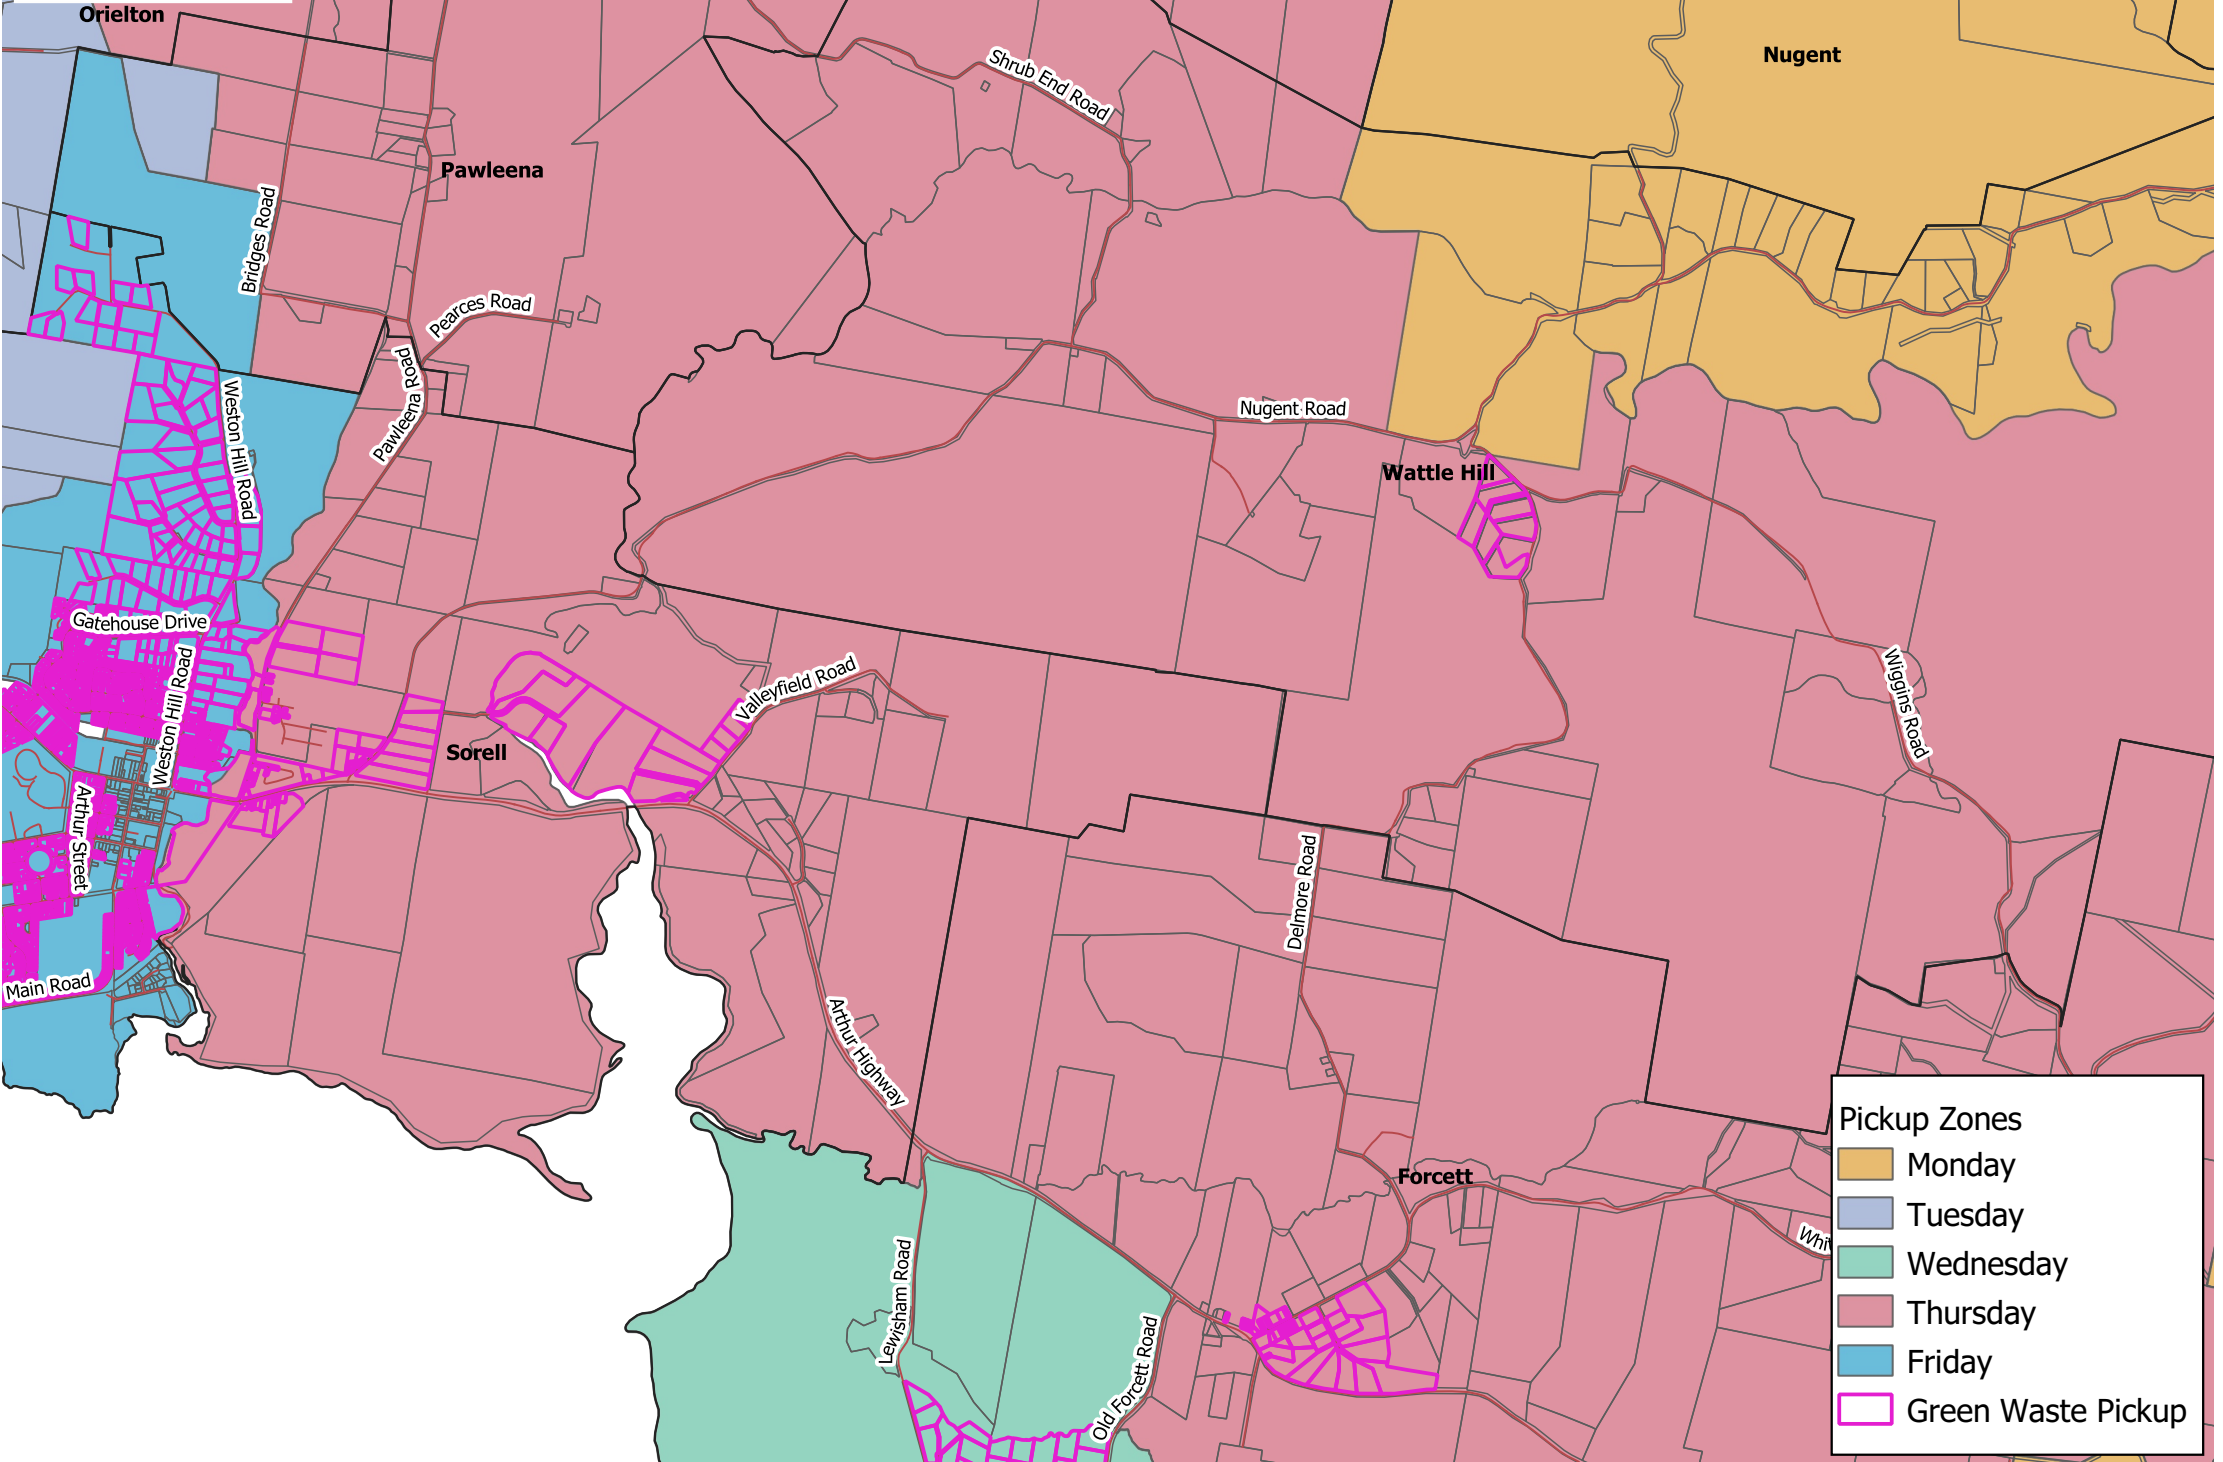 Orielton
Nugent
Shrub End Road
Pawleena
Bridges Road
Pearces Road
Pawleena Road
Weston Hill Road
Nugent Road
Wattle Hill
Gatehouse Drive
Weston Hill Road
Valleyfield Road
Wiggins Road
Sorell
Arthur Street
Delmore Road
Main Road
Arthur Highway
Forcett
Lewisham Road
Old Forcett Road
Pickup Zones
Monday
Tuesday
Wednesday
Thursday
Friday
Green Waste Pickup